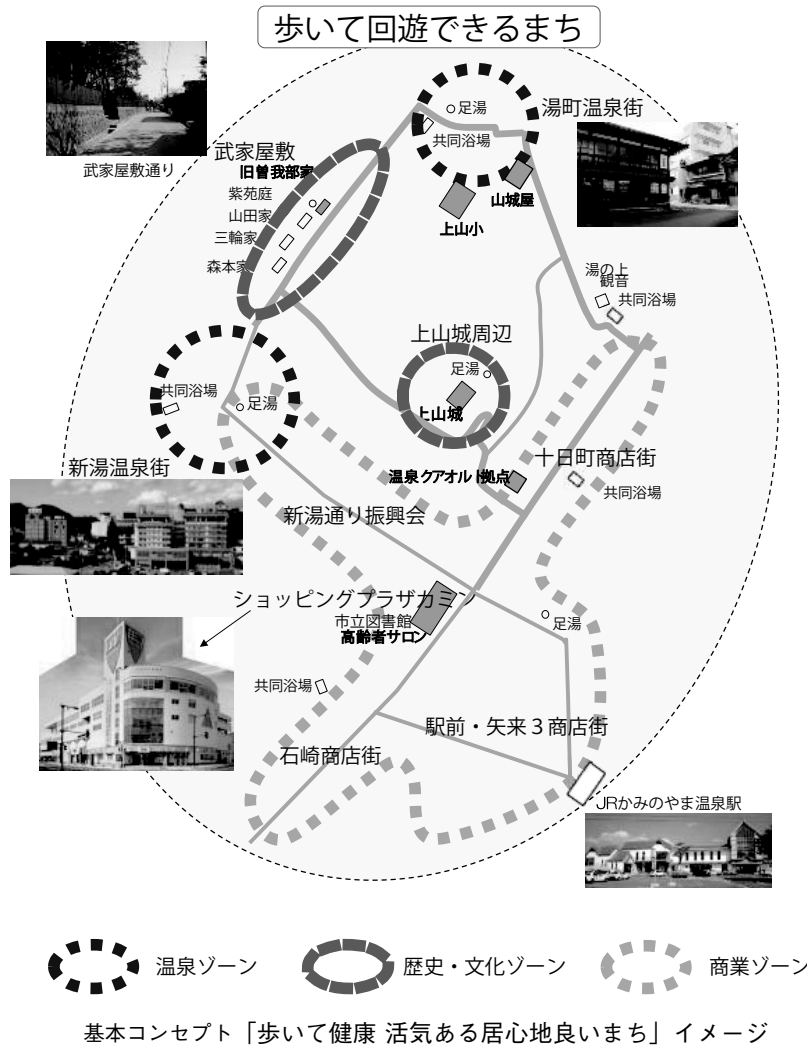 歩いて回遊できるまち
足湯
湯町温泉街
共同浴場
武家屋敷通り
武家屋敷
旧曽我部家
紫苑庭
山田家
三輪家
森本家
山城屋
上山小
湯の上
観音
共同浴場
上山城周辺
足湯
上山城
共同浴場
足湯
新湯温泉街
十日町商店街
温泉クアオルト拠点
共同浴場
新湯通り振興会
ショッピングプラザカミン
市立図書館
高齢者サロン
足湯
共同浴場
駅前・矢来3商店街
石崎商店街
JRかみのやま温泉駅
温泉ゾーン
歴史・文化ゾーン
商業ゾーン
基本コンセプト「歩いて健康 活気ある居心地良いまち」イメージ